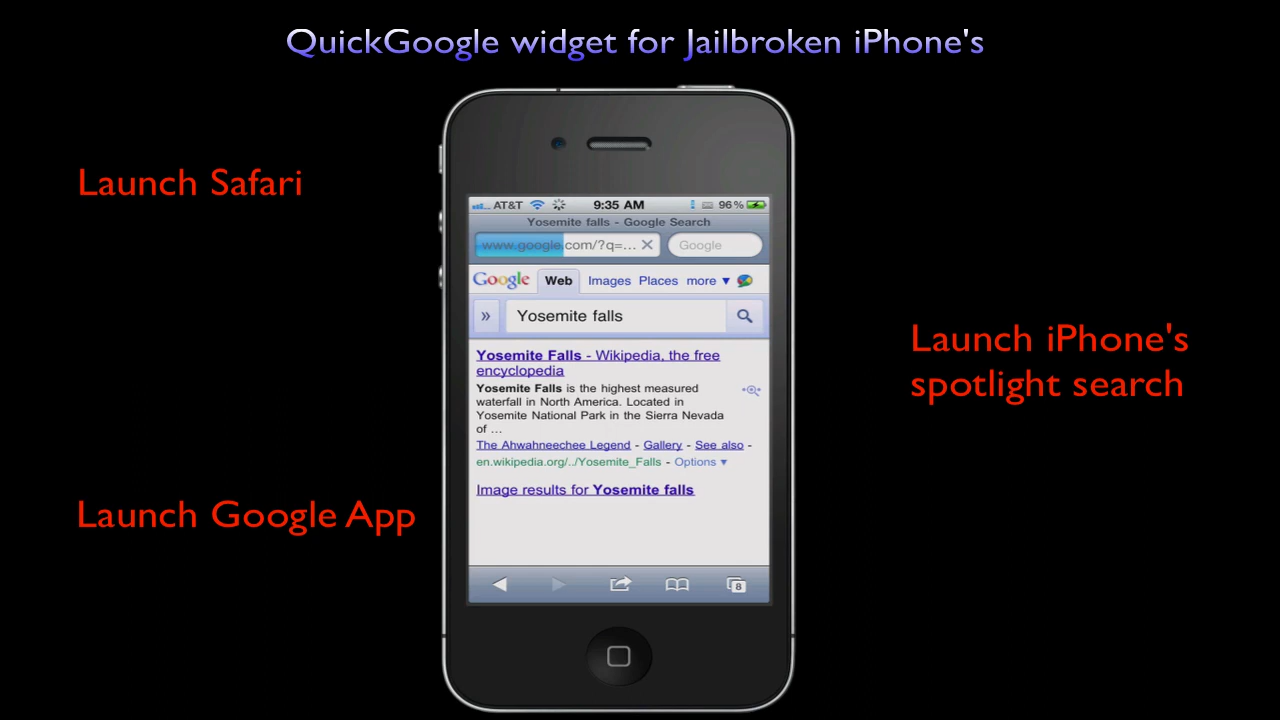 QuickGoogle widget for Jailbroken iPhone's
Launch Safari
AT&T 9:35 AM 96%
Yosemite falls - Google Search
www.google.com/?q=... Google
Google Web Images Places more ▼
» Yosemite falls
Yosemite Falls - Wikipedia, the free
encyclopedia
Yosemite Falls is the highest measured
waterfall in North America. Located in
Yosemite National Park in the Sierra Nevada
of ...
The Ahwahneechee Legend - Gallery - See also -
en.wikipedia.org/../Yosemite_Falls - Options ▼
Image results for Yosemite falls
8
Launch iPhone's
spotlight search
Launch Google App